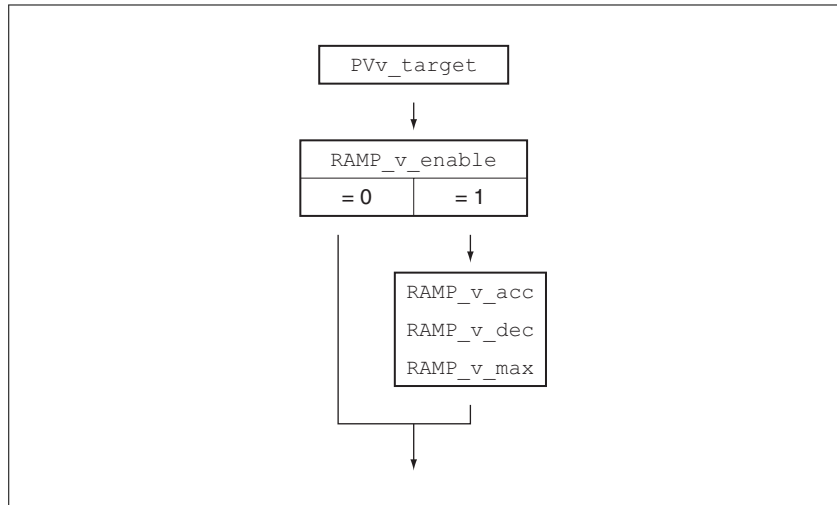 PVv_target
RAMP_v_enable
= 0 = 1
RAMP_v_acc
RAMP_v_dec
RAMP_v_max